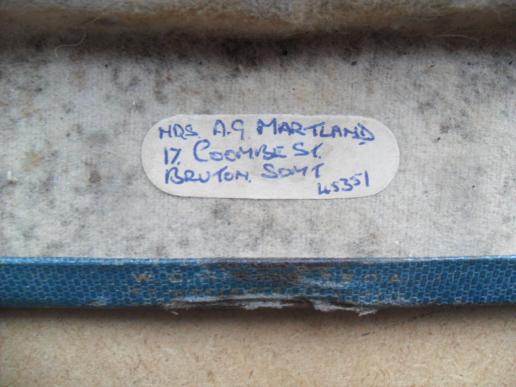 MRS. A.G MARTLAND
17. COOMBE ST.
BRUTON. SOMT
45351